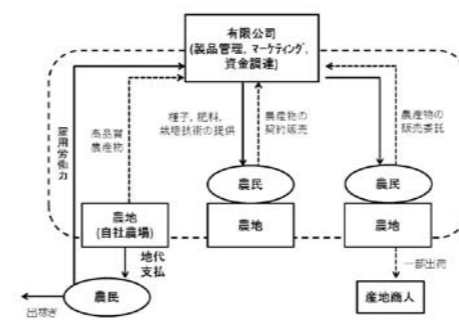 有限公司
(製品管理、マーケティング、
資金調達)
雇用労働力
高品質
農産物
種子、肥料、
栽培技術の提供
農産物の
契約販売
農産物の
販売委託
農民
農民
農地
(自社農場)
農地
農地
地代
支払
一部出荷
農民
出稼ぎ
産地商人